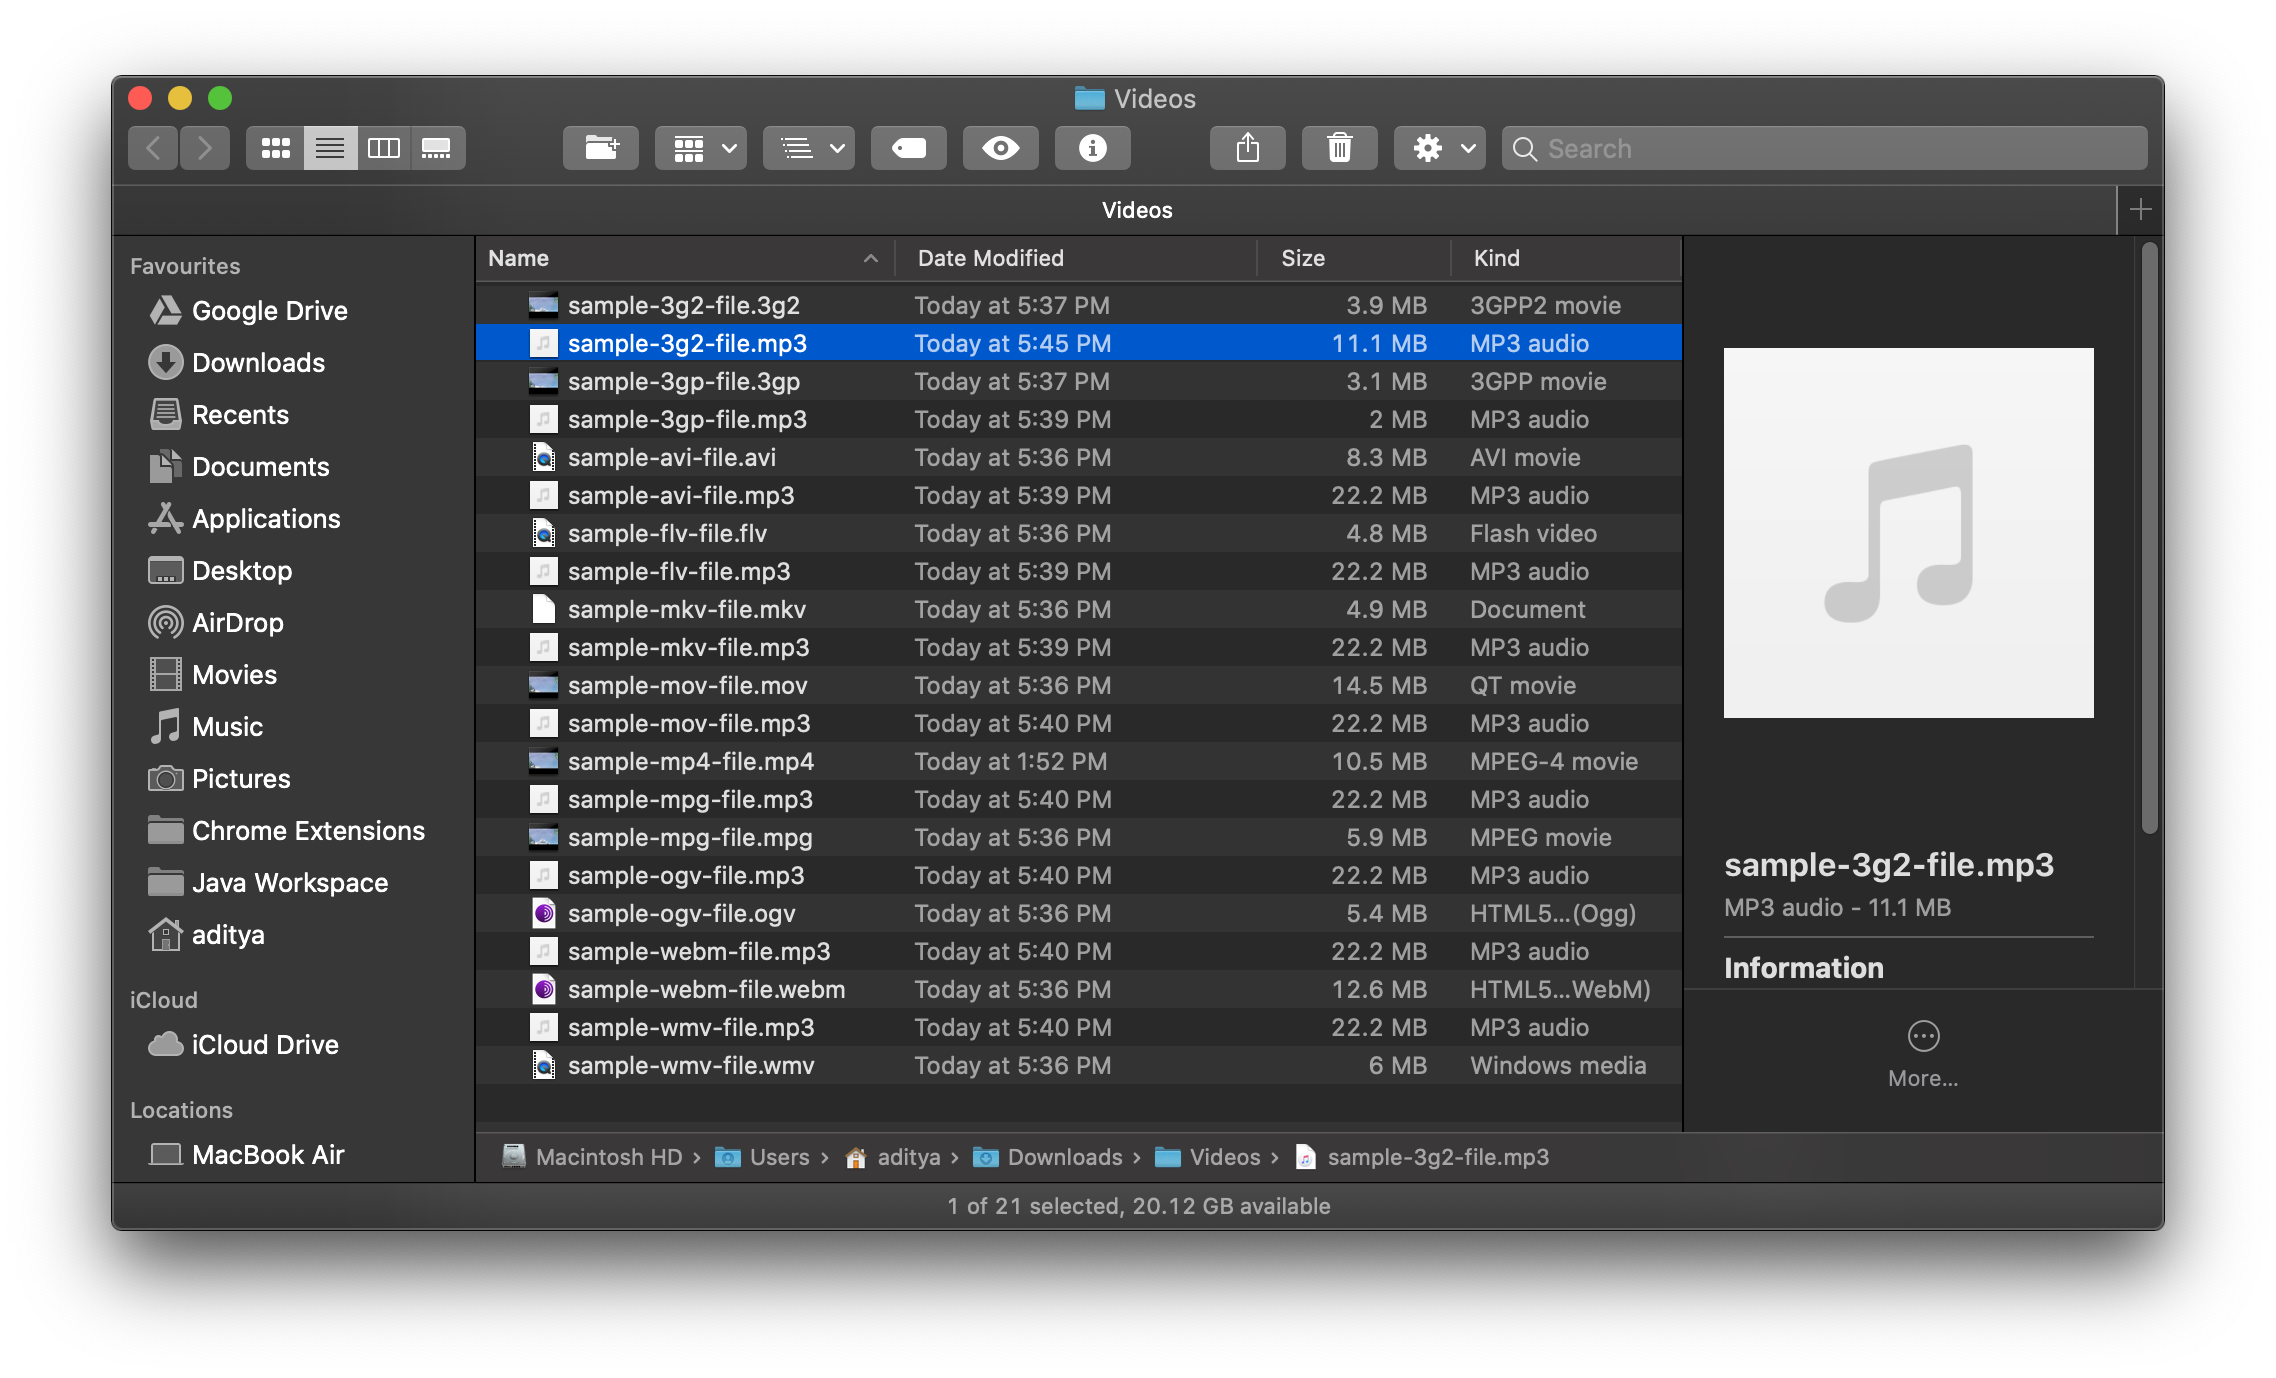 Videos
Search
Videos
Favourites
Google Drive
Downloads
Recents
Documents
Applications
Desktop
AirDrop
Movies
Music
Pictures
Chrome Extensions
Java Workspace
aditya
iCloud
iCloud Drive
Locations
MacBook Air
Name Date Modified Size Kind
sample-3g2-file.3g2 Today at 5:37 PM 3.9 MB 3GPP2 movie
sample-3g2-file.mp3 Today at 5:45 PM 11.1 MB MP3 audio
sample-3gp-file.3gp Today at 5:37 PM 3.1 MB 3GPP movie
sample-3gp-file.mp3 Today at 5:39 PM 2 MB MP3 audio
sample-avi-file.avi Today at 5:36 PM 8.3 MB AVI movie
sample-avi-file.mp3 Today at 5:39 PM 22.2 MB MP3 audio
sample-flv-file.flv Today at 5:36 PM 4.8 MB Flash video
sample-flv-file.mp3 Today at 5:39 PM 22.2 MB MP3 audio
sample-mkv-file.mkv Today at 5:36 PM 4.9 MB Document
sample-mkv-file.mp3 Today at 5:39 PM 22.2 MB MP3 audio
sample-mov-file.mov Today at 5:36 PM 14.5 MB QT movie
sample-mov-file.mp3 Today at 5:40 PM 22.2 MB MP3 audio
sample-mp4-file.mp4 Today at 1:52 PM 10.5 MB MPEG-4 movie
sample-mpg-file.mp3 Today at 5:40 PM 22.2 MB MP3 audio
sample-mpg-file.mpg Today at 5:36 PM 5.9 MB MPEG movie
sample-ogv-file.mp3 Today at 5:40 PM 22.2 MB MP3 audio
sample-ogv-file.ogv Today at 5:36 PM 5.4 MB HTML5...(Ogg)
sample-webm-file.mp3 Today at 5:40 PM 22.2 MB MP3 audio
sample-webm-file.webm Today at 5:36 PM 12.6 MB HTML5...WebM)
sample-wmv-file.mp3 Today at 5:40 PM 22.2 MB MP3 audio
sample-wmv-file.wmv Today at 5:36 PM 6 MB Windows media
sample-3g2-file.mp3
MP3 audio - 11.1 MB
Information
More...
Macintosh HD › Users › aditya › Downloads › Videos › sample-3g2-file.mp3
1 of 21 selected, 20.12 GB available